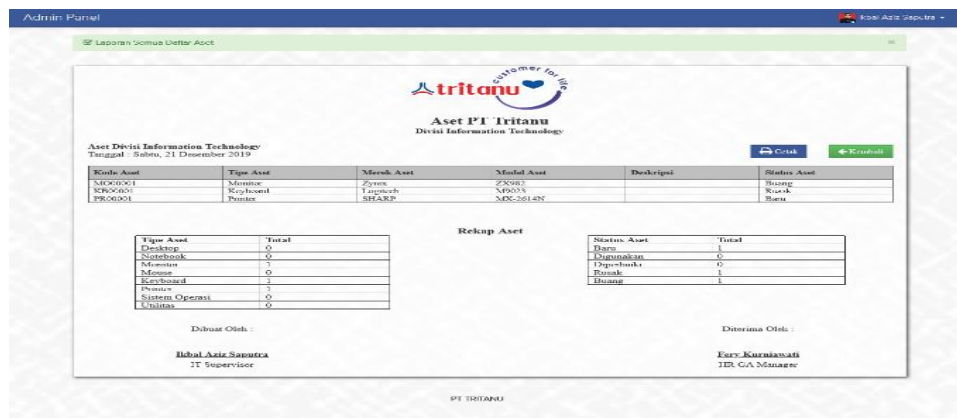 Admin Panel
Ikbal Aziz Saputra
Laporan Semua Daftar Aset
×
customer for life
tritanu
Aset PT Tritanu
Divisi Information Technology
Aset Divisi Information Technology
Tanggal : Sabtu, 21 Desember 2019
Cetak
Kembali
Kode Aset Tipe Aset Merek Aset Model Aset Deskripsi Status Aset
MO00001 Monitor Zyrex ZX982 Buang
KB00001 Keyboard Logitech M9023 Rusak
PR00001 Printer SHARP MX-2614N Baru
Rekap Aset
Tipe Aset Total
Desktop 0
Notebook 0
Monitor 1
Mouse 0
Keyboard 1
Printer 1
Sistem Operasi 0
Utilitas 0
Status Aset Total
Baru 1
Digunakan 0
Diperbaiki 0
Rusak 1
Buang 1
Dibuat Oleh :
Ikbal Aziz Saputra
IT Supervisor
Diterima Oleh :
Fery Kurniawati
HR GA Manager
PT TRITANU